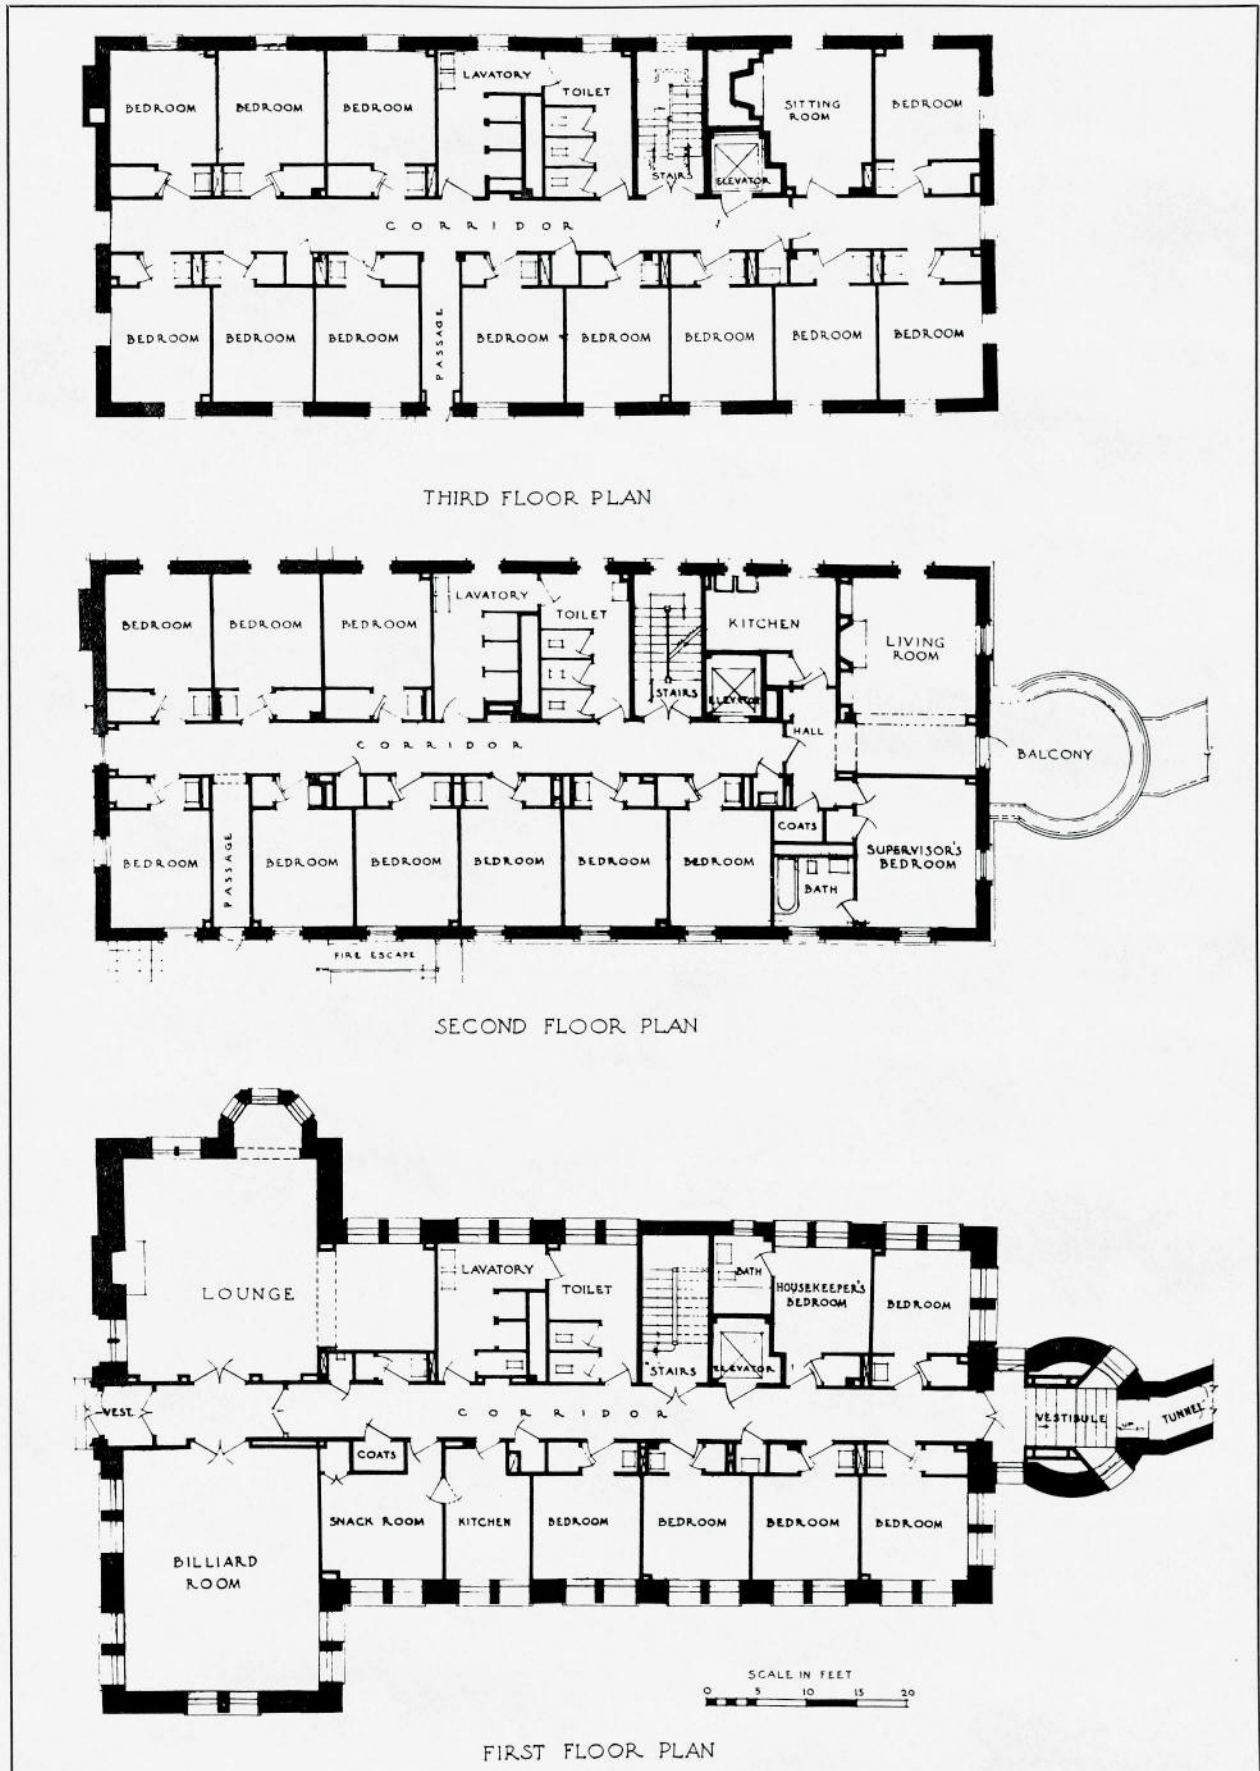 LAVATORY
TOILET
BEDROOM
BEDROOM
BEDROOM
SITTING
ROOM
BEDROOM
STAIRS
ELEVATOR
CORRIDOR
BEDROOM
BEDROOM
BEDROOM
PASSAGE
BEDROOM
BEDROOM
BEDROOM
BEDROOM
BEDROOM
THIRD FLOOR PLAN
LAVATORY
TOILET
BEDROOM
BEDROOM
BEDROOM
KITCHEN
LIVING
ROOM
STAIRS
ELEVATOR
HALL
CORRIDOR
BALCONY
COATS
PASSAGE
BEDROOM
BEDROOM
BEDROOM
BEDROOM
BEDROOM
BEDROOM
SUPERVISOR'S
BEDROOM
BATH
FIRE ESCAPE
SECOND FLOOR PLAN
LOUNGE
LAVATORY
TOILET
BATH
HOUSEKEEPER'S
BEDROOM
BEDROOM
STAIRS
ELEVATOR
VEST.
CORRIDOR
VESTIBULE
UP
TUNNEL
COATS
SNACK ROOM
KITCHEN
BEDROOM
BEDROOM
BEDROOM
BEDROOM
BILLIARD
ROOM
SCALE IN FEET
0 5 10 15 20
FIRST FLOOR PLAN